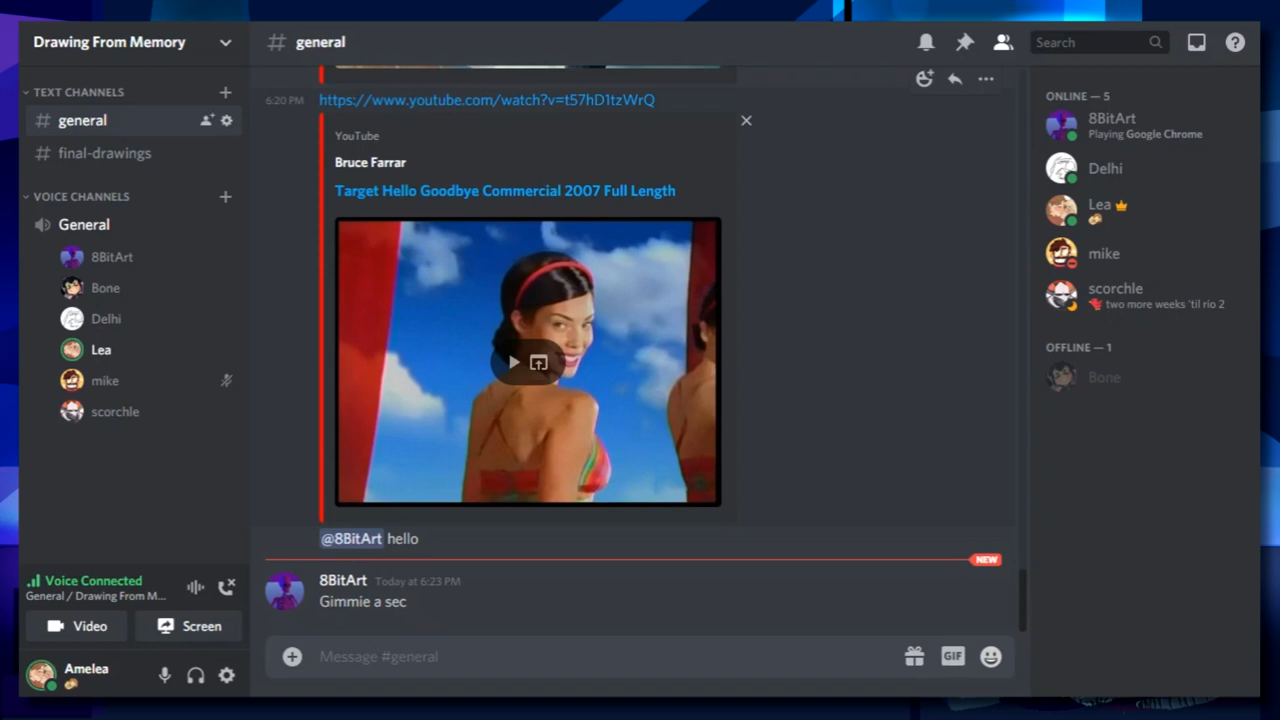 Drawing From Memory
TEXT CHANNELS
general
final-drawings
VOICE CHANNELS
General
8BitArt
Bone
Delhi
Lea
mike
scorchle
Voice Connected
General / Drawing From M...
Video
Screen
Amelea
general
Search
6:20 PM
https://www.youtube.com/watch?v=t57hD1tzWrQ
YouTube
Bruce Farrar
Target Hello Goodbye Commercial 2007 Full Length
@8BitArt hello
NEW
8BitArt Today at 6:23 PM
Gimmie a sec
Message #general
GIF
ONLINE — 5
8BitArt
Playing Google Chrome
Delhi
Lea
mike
scorchle
two more weeks 'til rio 2
OFFLINE — 1
Bone